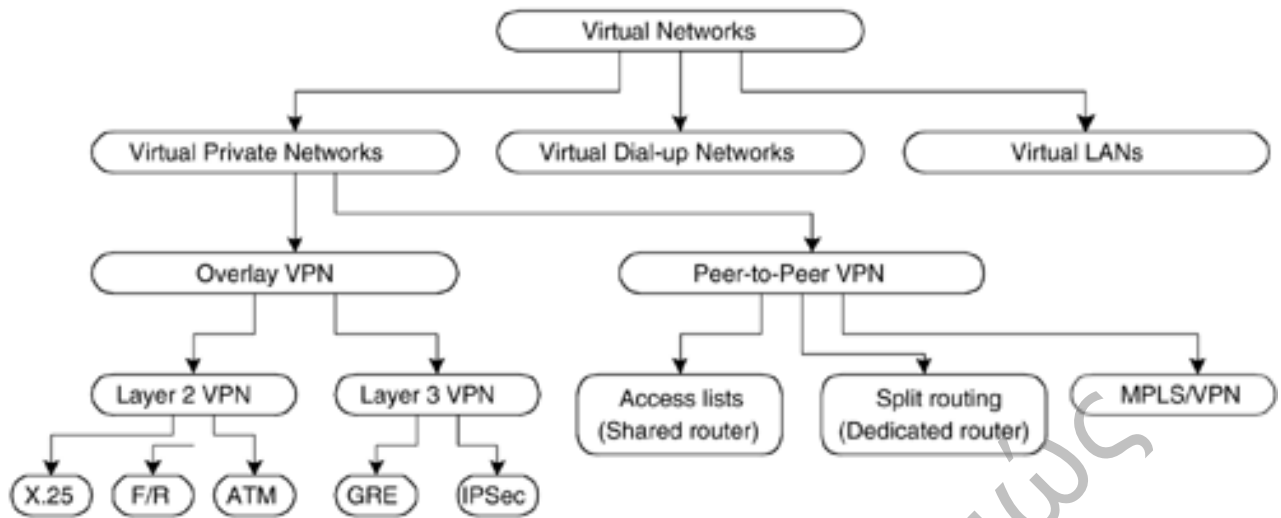 Virtual Networks
Virtual Private Networks
Virtual Dial-up Networks
Virtual LANs
Overlay VPN
Peer-to-Peer VPN
Layer 2 VPN
Layer 3 VPN
Access lists
(Shared router)
Split routing
(Dedicated router)
MPLS/VPN
X.25
F/R
ATM
GRE
IPSec